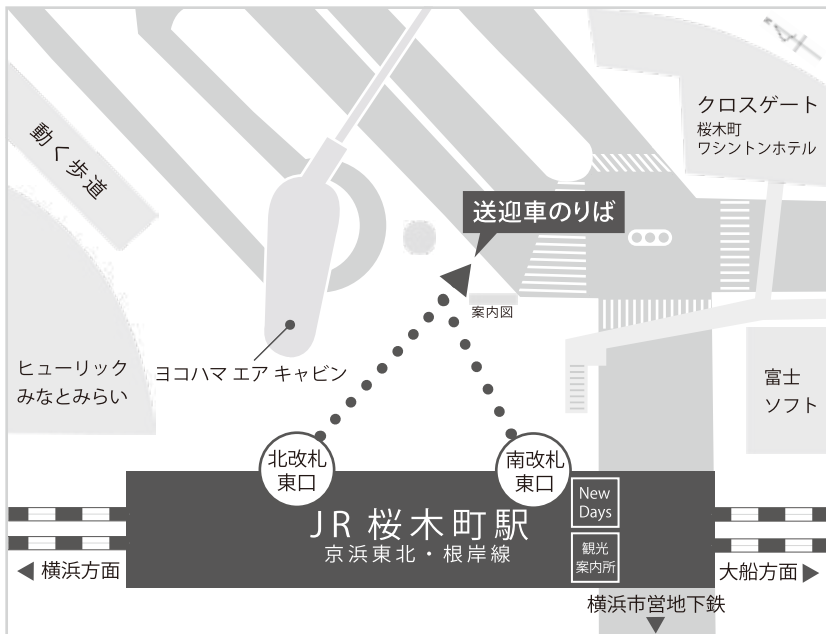 クロスゲート
桜木町
ワシントンホテル
動く歩道
送迎車のりば
案内図
ヒューリック
みなとみらい
ヨコハマ エア キャビン
富士
ソフト
北改札
東口
南改札
東口
JR 桜木町駅
京浜東北・根岸線
New
Days
観光
案内所
◀ 横浜方面
大船方面 ▶
横浜市営地下鉄
▼